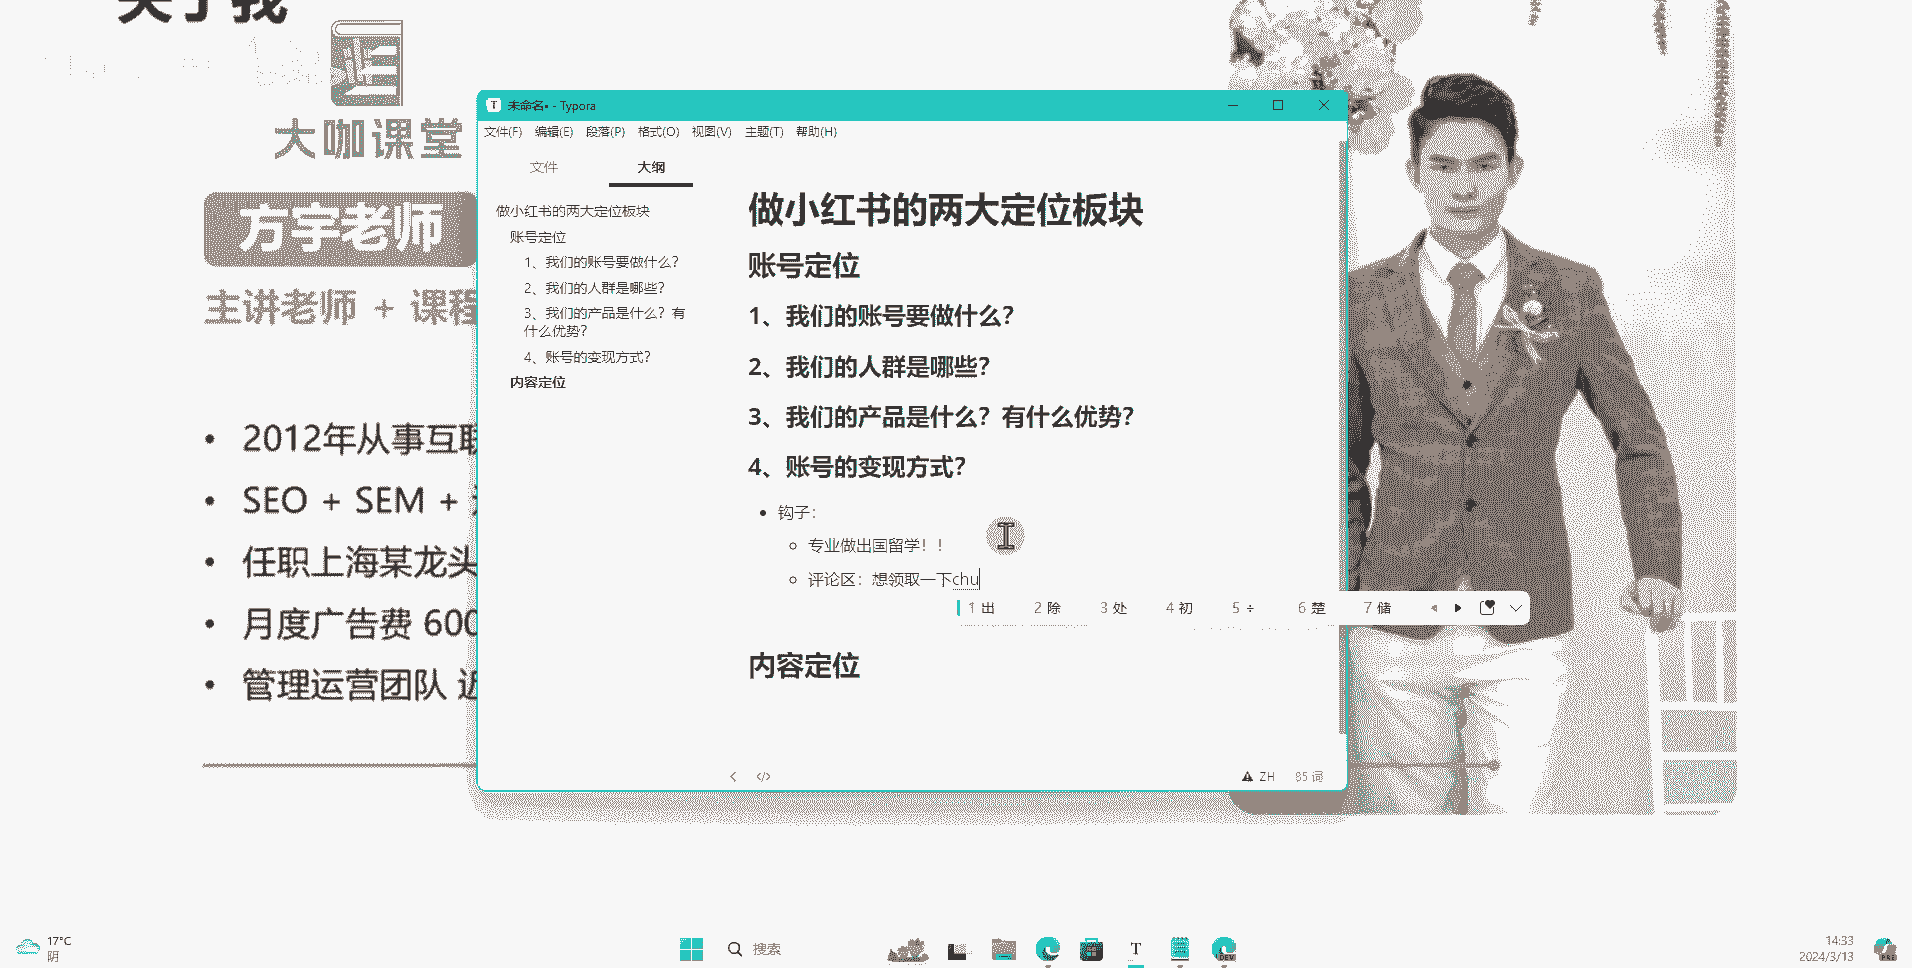 关于我
大咖课堂
方宇老师
主讲老师 + 课程
2012年从事互联
SEO + SEM +
任职上海某龙头
月度广告费 600
管理运营团队 近
未命名• - Typora
文件(F) 编辑(E) 段落(P) 格式(O) 视图(V) 主题(T) 帮助(H)
文件 大纲
做小红书的两大定位板块
账号定位
1、我们的账号要做什么？
2、我们的人群是哪些？
3、我们的产品是什么？有
什么优势？
4、账号的变现方式？
内容定位
做小红书的两大定位板块
账号定位
1、我们的账号要做什么？
2、我们的人群是哪些？
3、我们的产品是什么？有什么优势？
4、账号的变现方式？
钩子：
专业做出国留学！！
评论区：想领取一下chu
1 出 2 除 3 处 4 初 5 ÷ 6 楚 7 储
内容定位
ZH 85 词
17°C
阴
搜索
14:33
2024/3/13